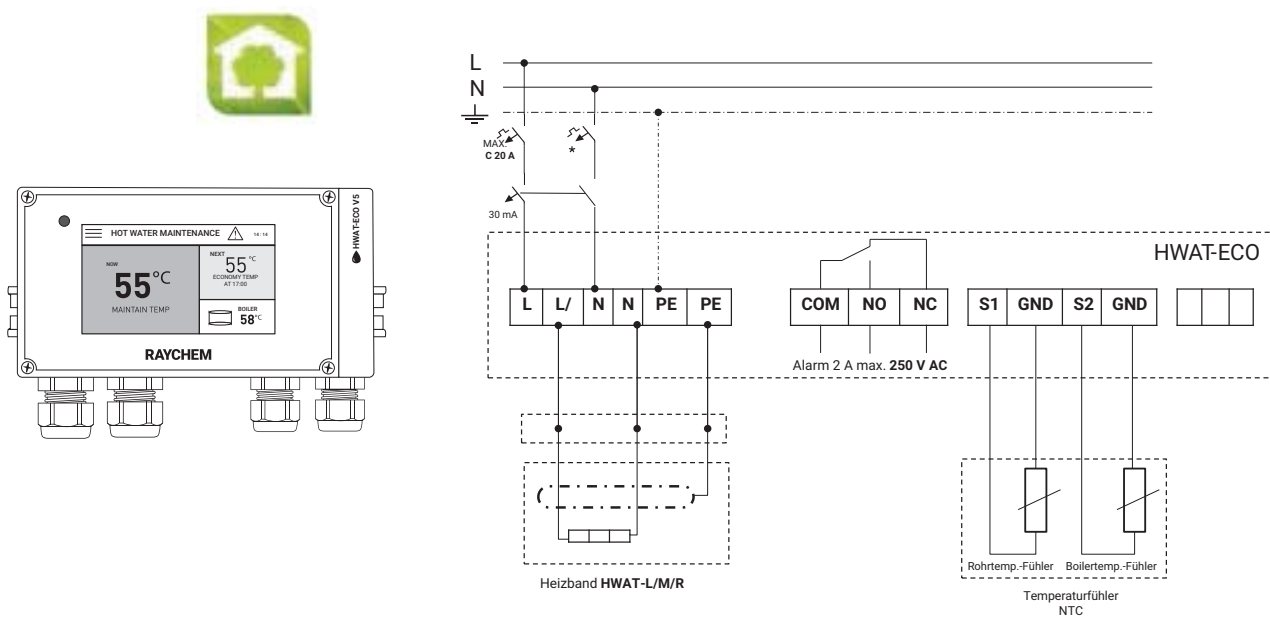 HOT WATER MAINTENANCE
14:14
NOW
55°C
MAINTAIN TEMP
NEXT
55°C
ECONOMY TEMP
AT 17:00
BOILER
58°C
RAYCHEM
HWAT-ECO V5
L
N
MAX.
C 20 A
*
30 mA
HWAT-ECO
L L/ N N PE PE
COM NO NC
S1 GND S2 GND
Alarm 2 A max. 250 V AC
Heizband HWAT-L/M/R
Rohrtemp.-Fühler Boilertemp.-Fühler
Temperaturfühler
NTC